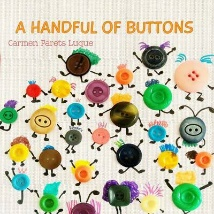 A HANDFUL OF BUTTONS
Carmen Parets Luque